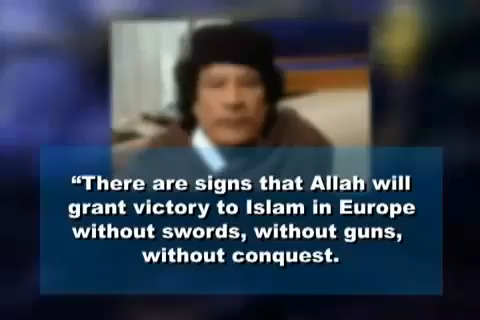 “There are signs that Allah will
grant victory to Islam in Europe
without swords, without guns,
without conquest.